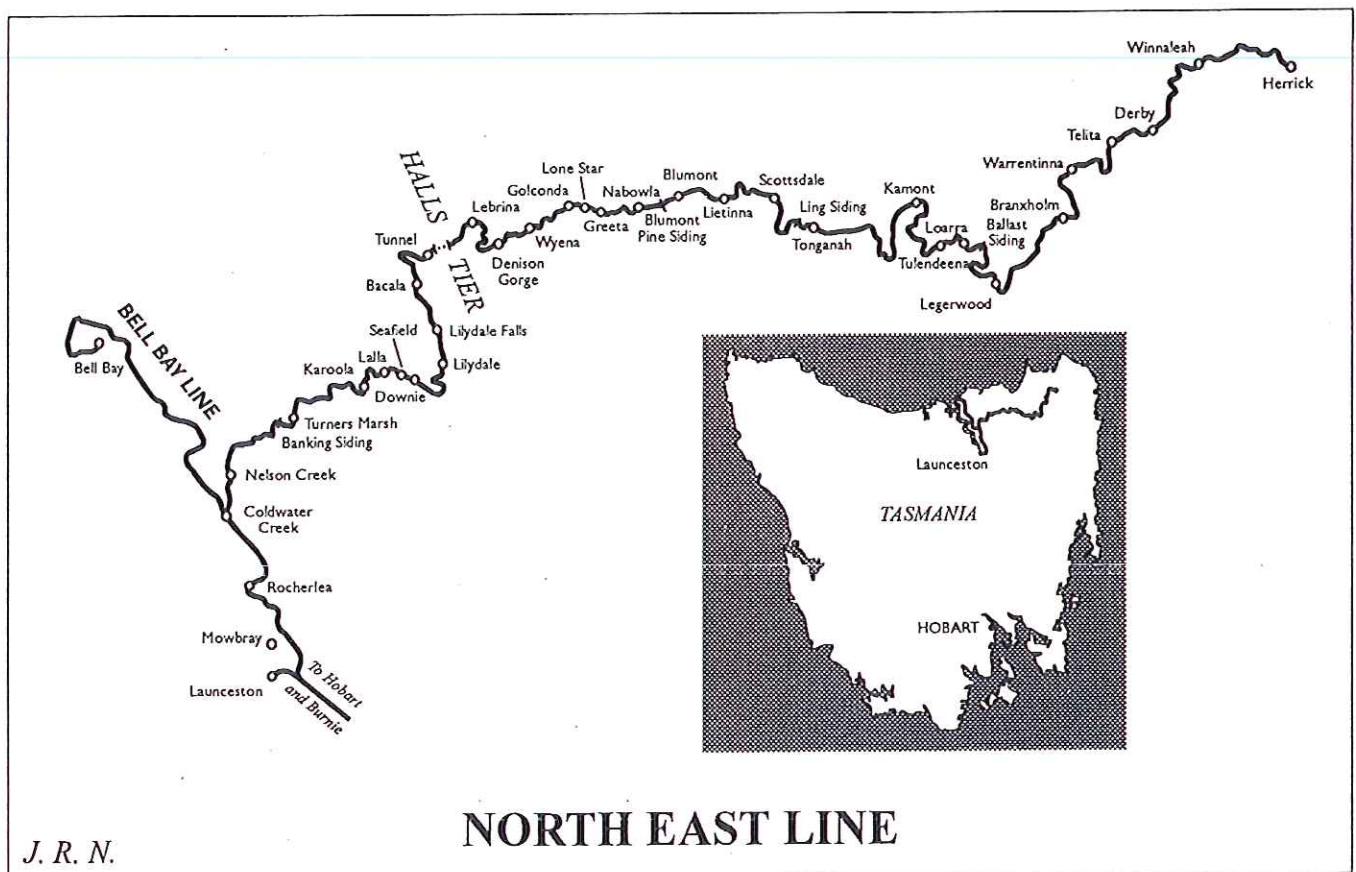 Winnaleah
Herrick
Derby
Telita
Warrentinna
Branxholm
Ballast
Siding
Legerwood
Loarra
Tulendeena
Kamont
Ling Siding
Tonganah
Scottsdale
Lietinna
Blumont
Blumont
Pine Siding
Nabowla
Greeta
Lone Star
Golconda
Wyena
Denison
Gorge
Lebrina
HALLS
TIER
Tunnel
Bacala
Lilydale Falls
Lilydale
Seafield
Downie
Lalla
Karoola
Turners Marsh
Banking Siding
Nelson Creek
Coldwater
Creek
BELL BAY LINE
Bell Bay
Rocherlea
Mowbray
Launceston
To Hobart
and Burnie
Launceston
TASMANIA
HOBART
NORTH EAST LINE
J. R. N.